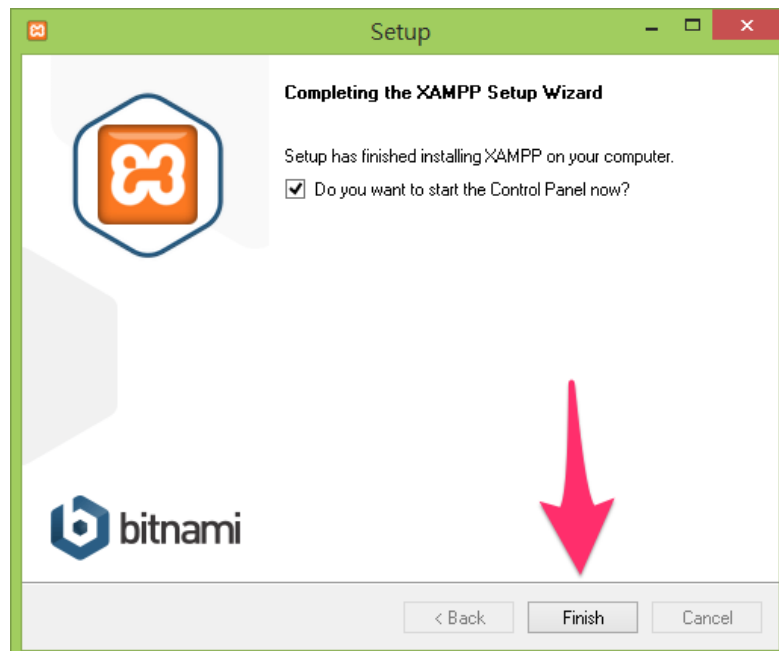 Setup
Completing the XAMPP Setup Wizard
Setup has finished installing XAMPP on your computer.
Do you want to start the Control Panel now?
bitnami
< Back
Finish
Cancel